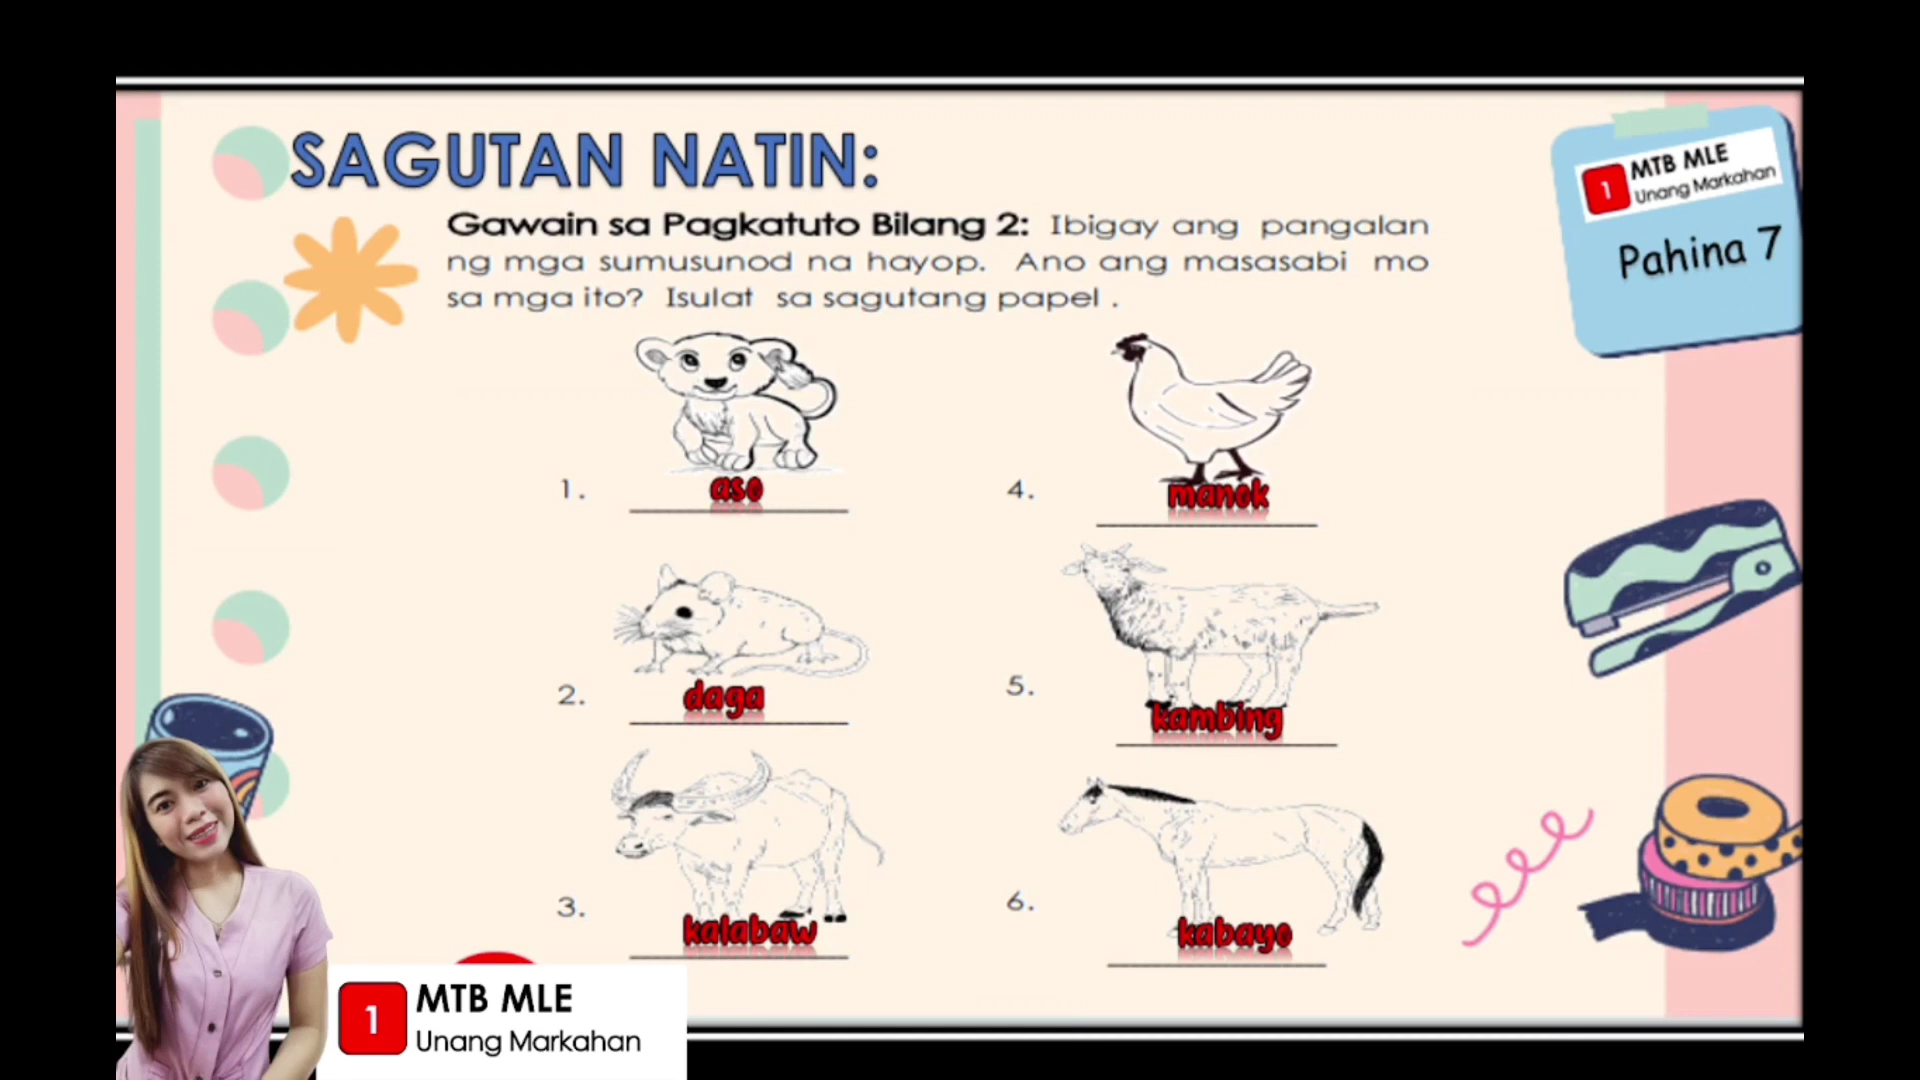 SAGUTAN NATIN:
1 MTB MLE
Unang Markahan
Pahina 7
Gawain sa Pagkatuto Bilang 2: Ibigay ang pangalan
ng mga sumusunod na hayop. Ano ang masasabi mo
sa mga ito? Isulat sa sagutang papel .
1. aso
4. manok
2. daga
5. kambing
3. kalabaw
6. kabayo
1 MTB MLE
Unang Markahan